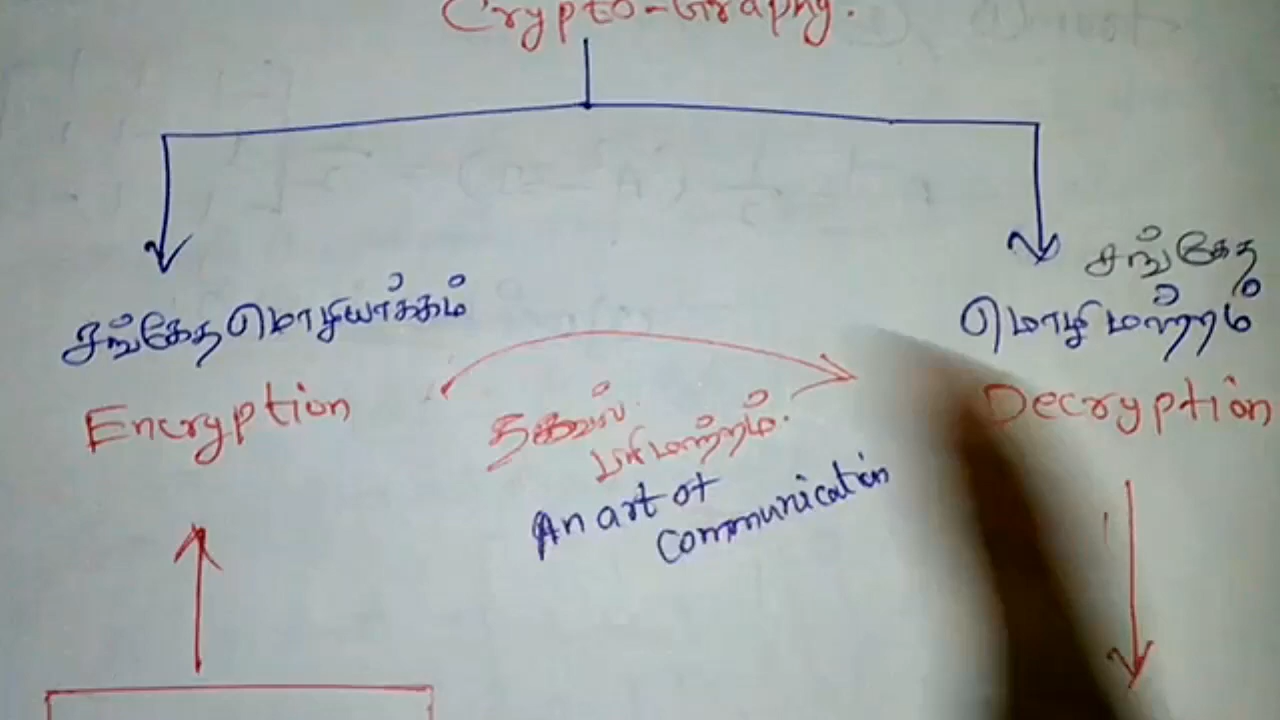 Crypto-Graphy.
சங்கேத மொழியாக்கம்
சங்கேத
மொழி மாற்றம்
Encryption
Decryption
தகவல்
பரிமாற்றம்.
An art of
communication